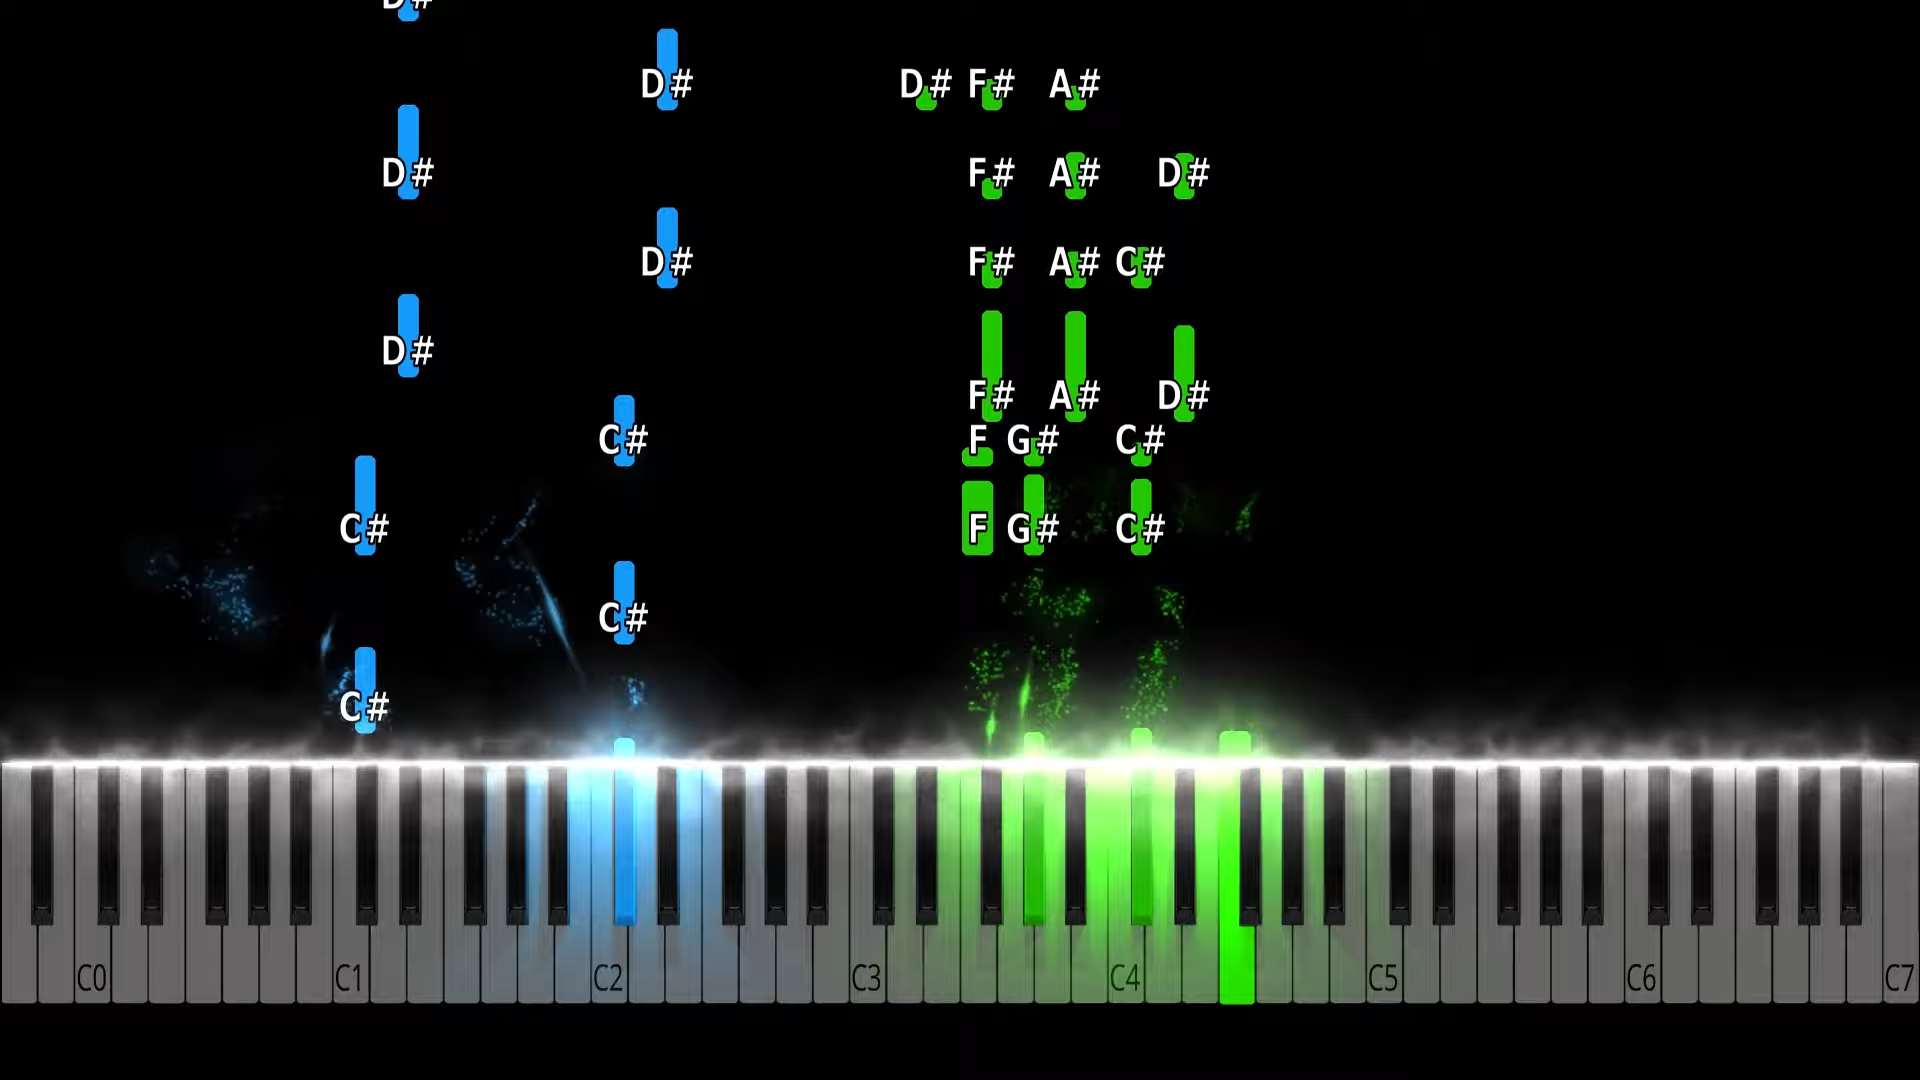 D#
D# D# F# A#
D# F# A# D#
D# F# A# C#
D#
F# A# D#
C# F G# C#
C# F G# C#
C#
C#
C0 C1 C2 C3 C4 C5 C6 C7